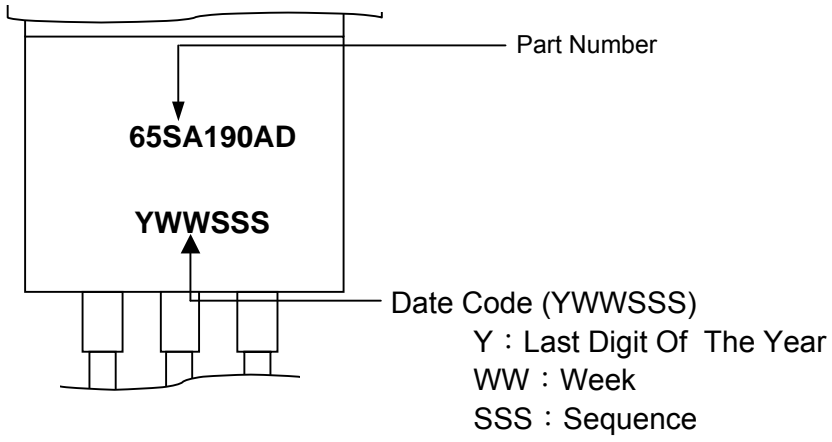 Part Number
65SA190AD
YWWSSS
Date Code (YWWSSS)
Y：Last Digit Of The Year
WW：Week
SSS：Sequence